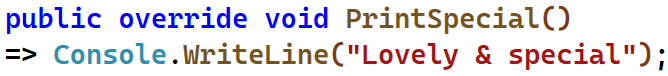 public override void PrintSpecial()
=> Console.WriteLine("Lovely & special");